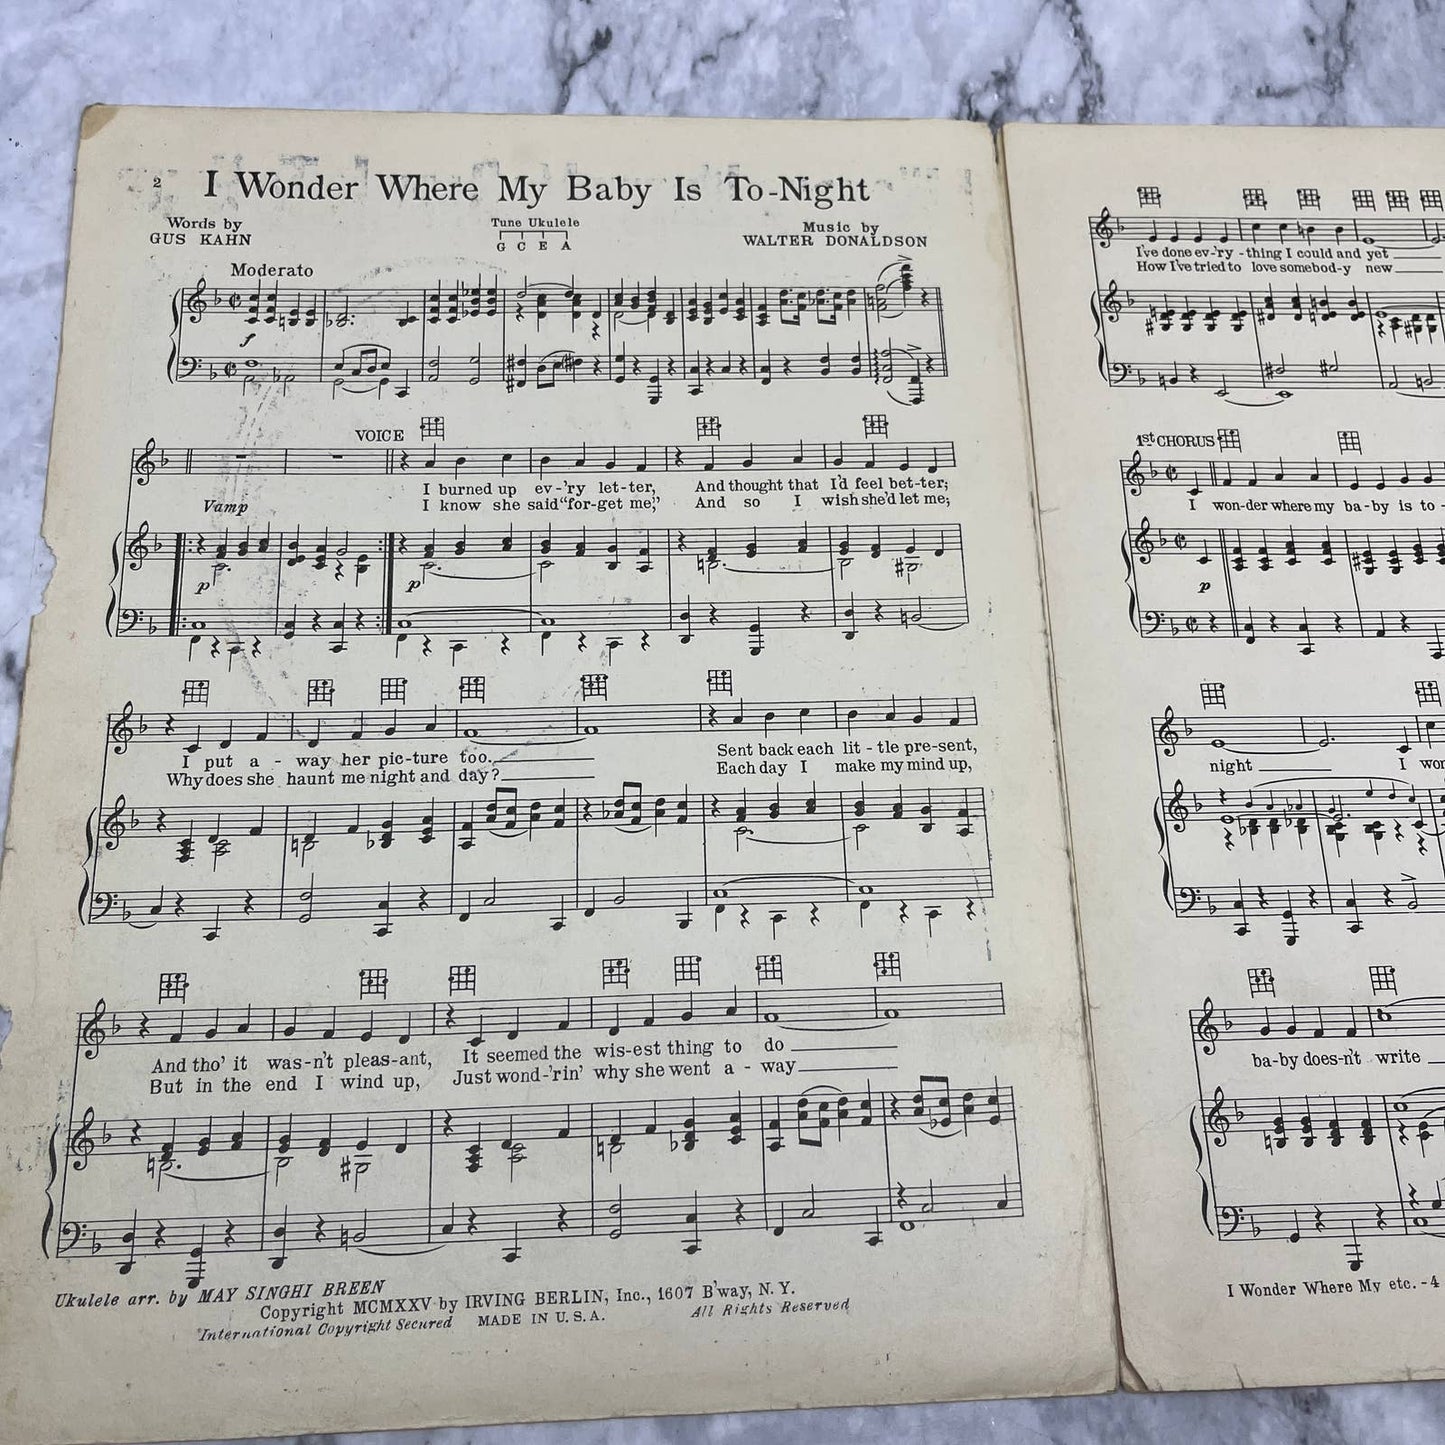 2
I Wonder Where My Baby Is To-Night
Words by
GUS KAHN
Tune Ukulele
G C E A
Music by
WALTER DONALDSON
Moderato
f
VOICE
I burned up ev-'ry let-ter, And thought that I'd feel bet-ter;
I know she said "for-get me," And so I wish she'd let me;
Vamp
p p
I put a - way her pic-ture too. Sent back each lit - tle pre-sent,
Why does she haunt me night and day? Each day I make my mind up,
And tho' it was-n't pleas-ant, It seemed the wis-est thing to do
But in the end I wind up, Just wond-'rin' why she went a - way
Ukulele arr. by MAY SINGHI BREEN
Copyright MCMXXV by IRVING BERLIN, Inc., 1607 B'way, N. Y.
International Copyright Secured MADE IN U. S. A. All Rights Reserved
I've done ev-'ry - thing I could and yet
How I've tried to love somebod-y new
1st CHORUS
I won-der where my ba-by is to -
p
night I wo
ba-by does-n't write
I Wonder Where My etc. - 4